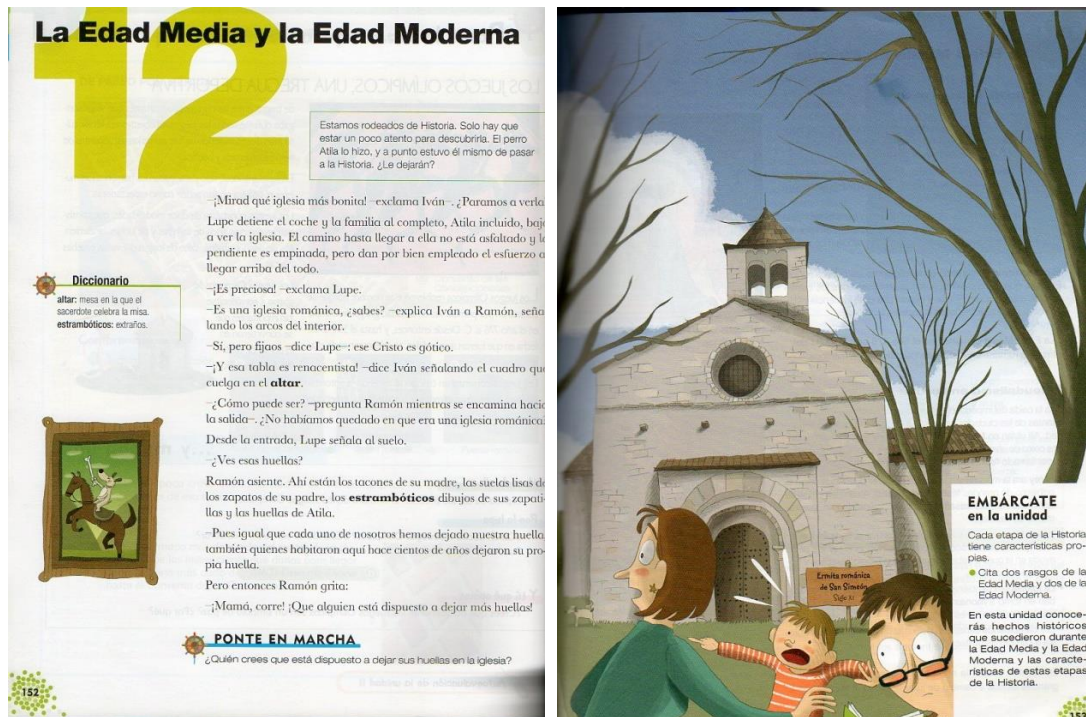 12
La Edad Media y la Edad Moderna
Estamos rodeados de Historia. Solo hay que
estar un poco atento para descubrirla. El perro
Atila lo hizo, y a punto estuvo él mismo de pasar
a la Historia. ¿Le dejarán?
–¡Mirad qué iglesia más bonita! –exclama Iván–. ¿Paramos a verla
Lupe detiene el coche y la familia al completo, Atila incluido,
a ver la iglesia. El camino hasta llegar a ella no está asfaltado y
pendiente es empinada, pero dan por bien empleado el esfuerzo
llegar arriba del todo.
–¡Es preciosa! –exclama Lupe.
–Es una iglesia románica, ¿sabes? –explica Iván a Ramón, seña
lando los arcos del interior.
–Sí, pero fijaos –dice Lupe–: ese Cristo es gótico.
–¡Y esa tabla es renacentista! –dice Iván señalando el cuadro
cuelga en el altar.
–¿Cómo puede ser? –pregunta Ramón mientras se encamina
la salida–. ¿No habíamos quedado en que era una iglesia románica
Desde la entrada, Lupe señala al suelo.
–¿Ves esas huellas?
Ramón asiente. Ahí están los tacones de su madre, las suelas lisas
los zapatos de su padre, los estrambóticos dibujos de sus zapati-
llas y las huellas de Atila.
–Pues igual que cada uno de nosotros hemos dejado nuestra huella
también quienes habitaron aquí hace cientos de años dejaron su pro-
pia huella.
Pero entonces Ramón grita:
–¡Mamá, corre! ¡Que alguien está dispuesto a dejar más huellas!
Diccionario
altar: mesa en la que el
sacerdote celebra la misa.
estrambóticos: extraños.
PONTE EN MARCHA
¿Quién crees que está dispuesto a dejar sus huellas en la iglesia?
152
Ermita románica
de San Simeón
Siglo XI
EMBÁRCATE
en la unidad
Cada etapa de la Historia
tiene características pro-
pias.
Cita dos rasgos de la
Edad Media y dos de la
Edad Moderna.
En esta unidad conoce-
rás hechos históricos
que sucedieron durante
la Edad Media y la Edad
Moderna y las caracte-
rísticas de estas etapas
de la Historia.
153